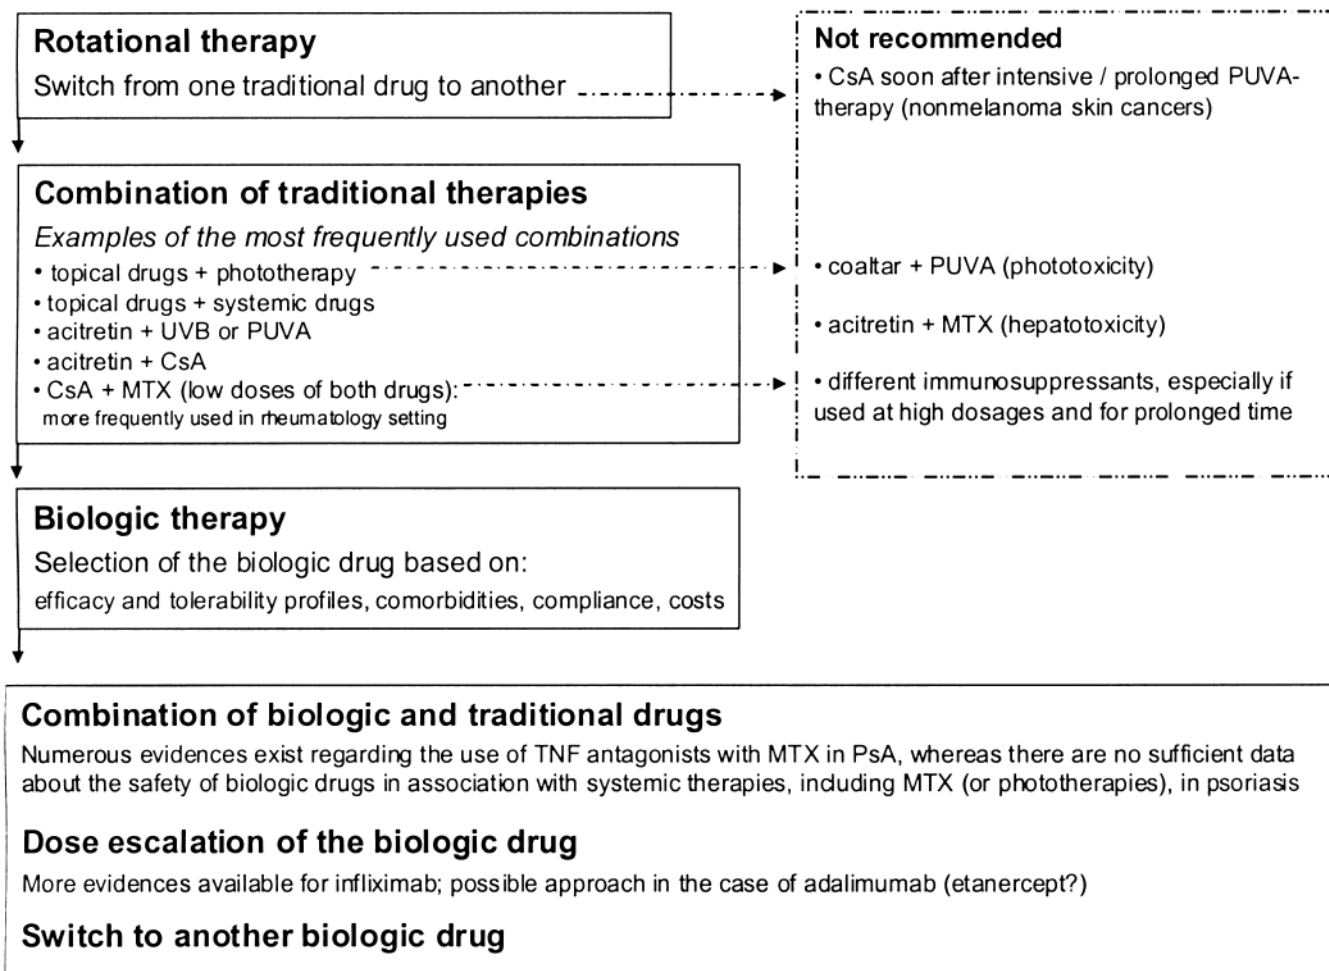 Rotational therapy
Switch from one traditional drug to another
Not recommended
• CsA soon after intensive / prolonged PUVA-
therapy (nonmelanoma skin cancers)
Combination of traditional therapies
Examples of the most frequently used combinations
• topical drugs + phototherapy
• topical drugs + systemic drugs
• acitretin + UVB or PUVA
• acitretin + CsA
• CsA + MTX (low doses of both drugs):
more frequently used in rheumatology setting
• coaltar + PUVA (phototoxicity)
• acitretin + MTX (hepatotoxicity)
• different immunosuppressants, especially if
used at high dosages and for prolonged time
Biologic therapy
Selection of the biologic drug based on:
efficacy and tolerability profiles, comorbidities, compliance, costs
Combination of biologic and traditional drugs
Numerous evidences exist regarding the use of TNF antagonists with MTX in PsA, whereas there are no sufficient data
about the safety of biologic drugs in association with systemic therapies, including MTX (or phototherapies), in psoriasis
Dose escalation of the biologic drug
More evidences available for infliximab; possible approach in the case of adalimumab (etanercept?)
Switch to another biologic drug